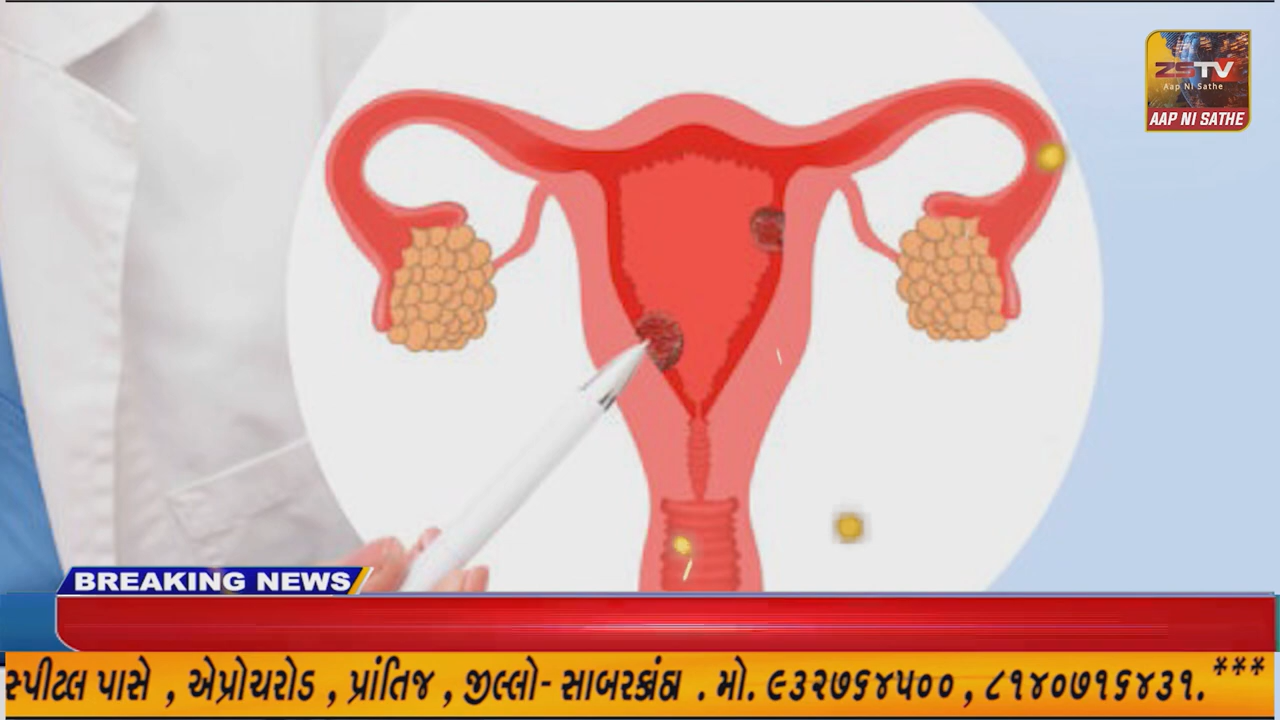 ZSTV
Aap Ni Sathe
AAP NI SATHE
BREAKING NEWS
સ્પીટલ પાસે , એપ્રોચરોડ , પ્રાંતિજ , જીલ્લો- સાબરકાંઠા . મો. ૯૩૨૭૬૪૫૦૦ , ૮૧૪૦૭૧૬૪૩૧.***